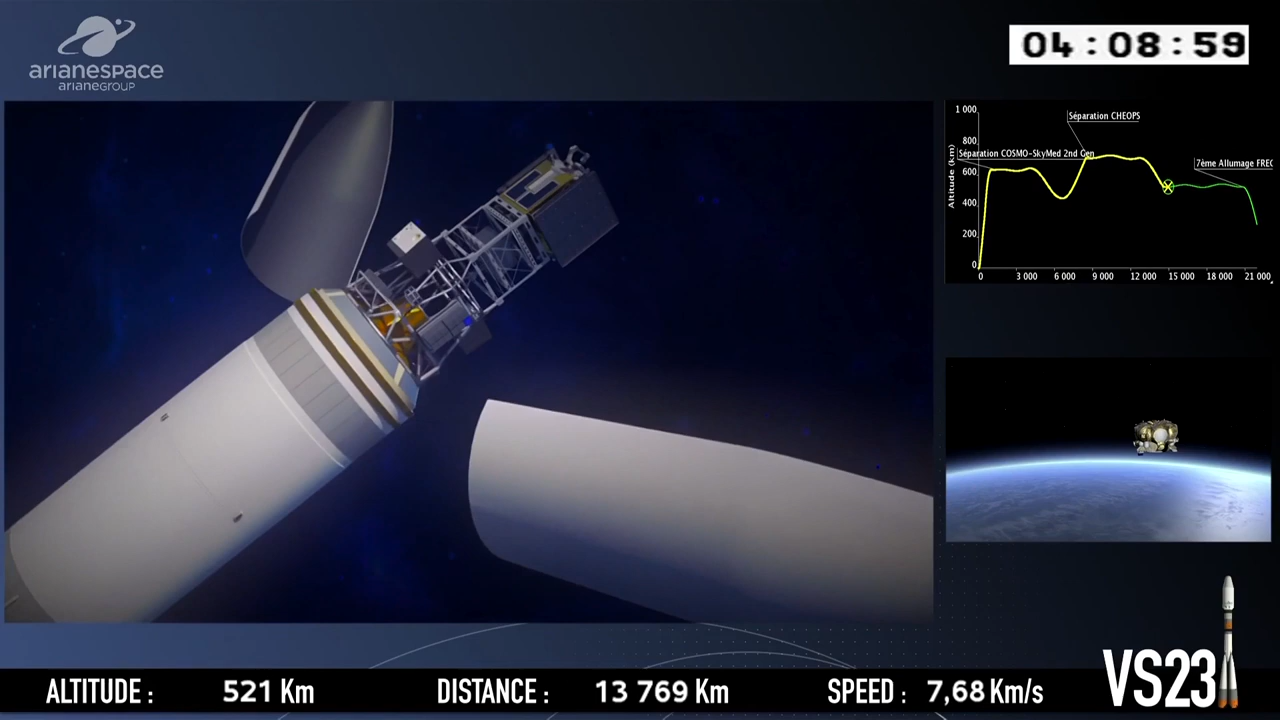 arianespace
arianeGROUP
04:08:59
1 000
Séparation CHEOPS
800
Séparation COSMO-SkyMed 2nd Gen
7ème Allumage FREG
600
Altitude (km)
400
200
0
0 3 000 6 000 9 000 12 000 15 000 18 000 21 000
VS23
ALTITUDE : 521 Km DISTANCE : 13 769 Km SPEED : 7,68 Km/s